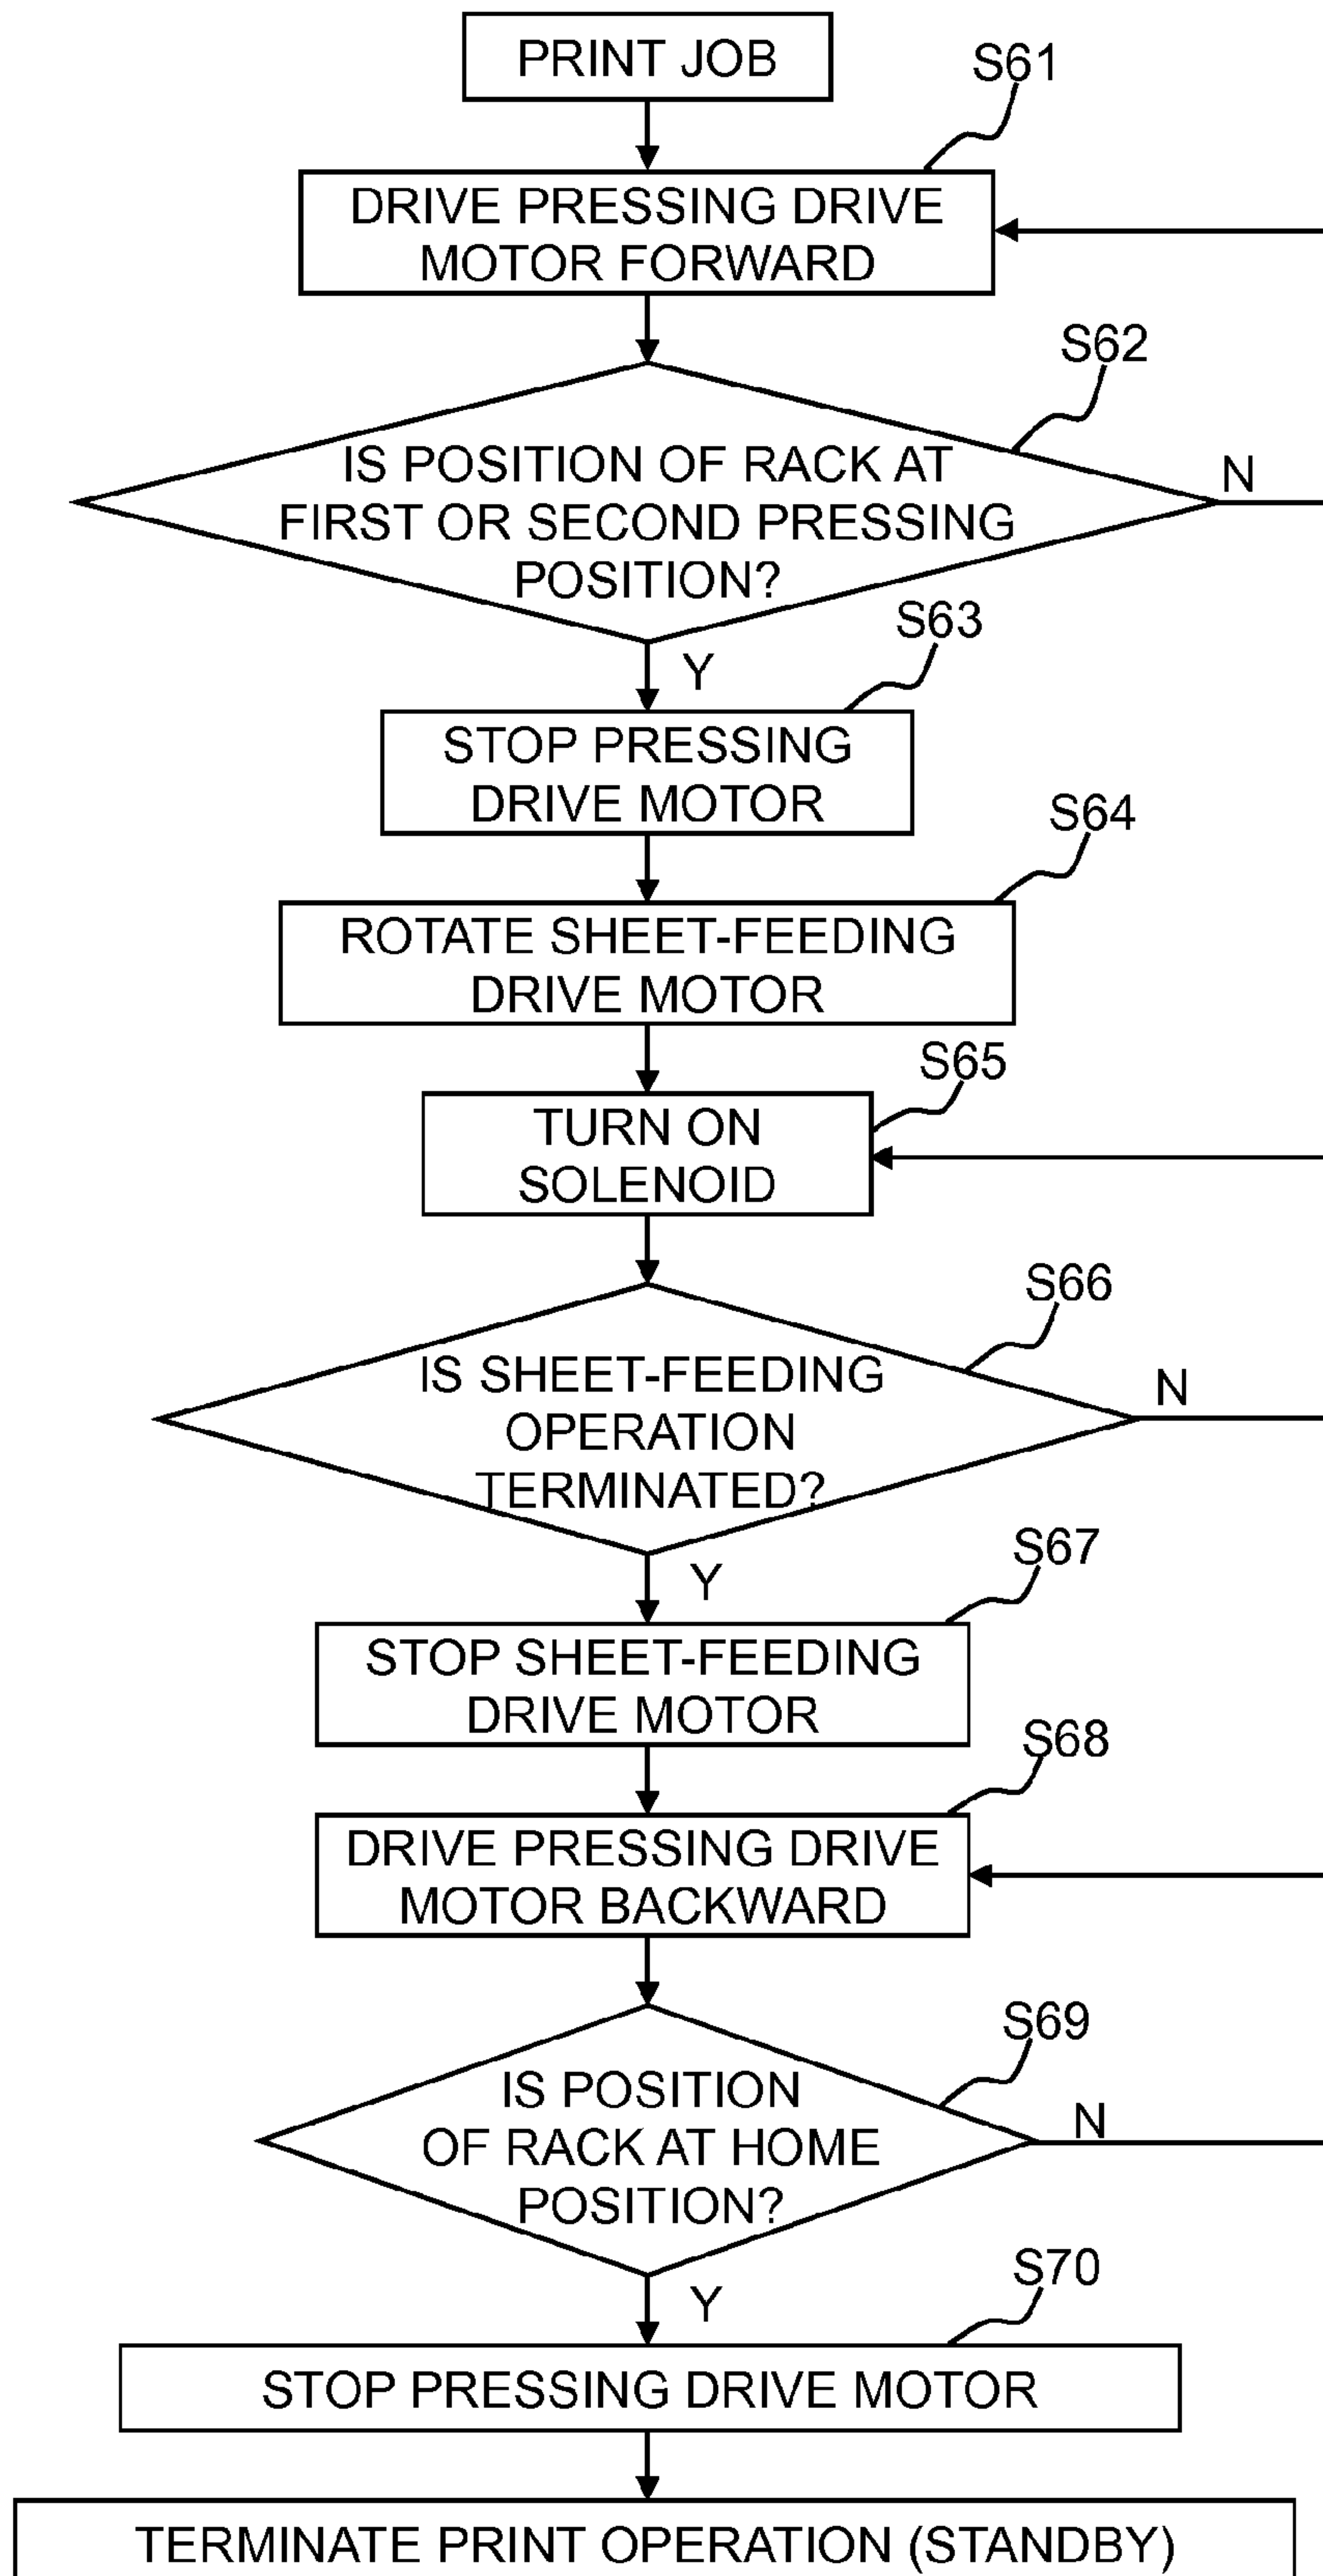 PRINT JOB
S61
DRIVE PRESSING DRIVE
MOTOR FORWARD
S62
IS POSITION OF RACK AT
FIRST OR SECOND PRESSING
POSITION?
N
Y
S63
STOP PRESSING
DRIVE MOTOR
S64
ROTATE SHEET-FEEDING
DRIVE MOTOR
S65
TURN ON
SOLENOID
S66
IS SHEET-FEEDING
OPERATION
TERMINATED?
N
Y
S67
STOP SHEET-FEEDING
DRIVE MOTOR
S68
DRIVE PRESSING DRIVE
MOTOR BACKWARD
S69
IS POSITION
OF RACK AT HOME
POSITION?
N
Y
S70
STOP PRESSING DRIVE MOTOR
TERMINATE PRINT OPERATION (STANDBY)